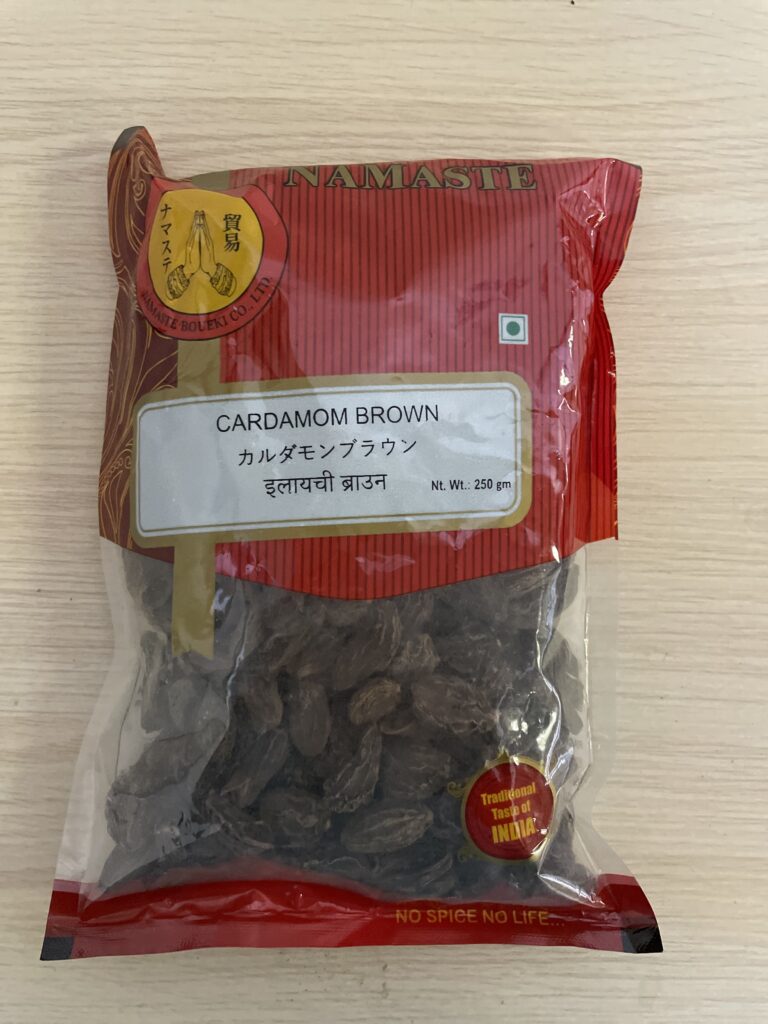 NAMASTE
ナマステ
貿易
NAMASTE BOUEKI CO., LTD.
CARDAMOM BROWN
カルダモンブラウン
इलायची ब्राउन
Nt. Wt.: 250 gm
Traditional
Taste of
INDIA
NO SPICE NO LIFE...